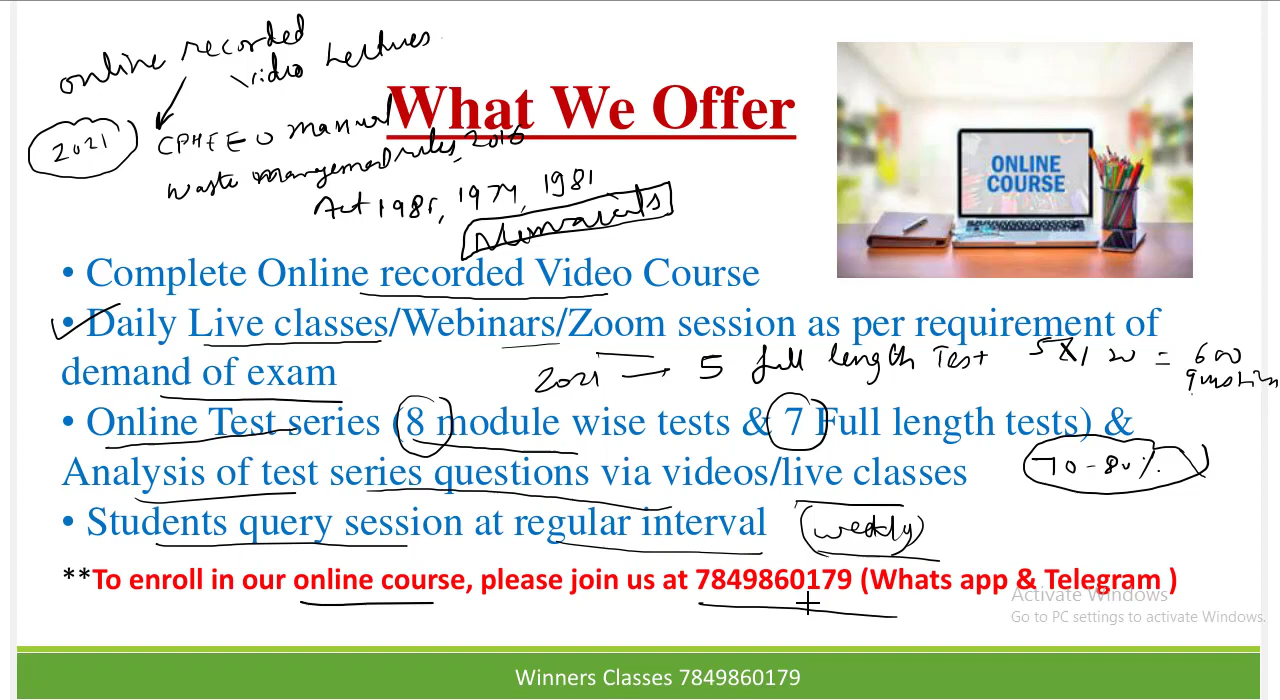 online recorded
video Lectures
2021
CPHEEO manual
What We Offer
waste management rules, 2016
Act 1986, 1974, 1981
ONLINE
COURSE
• Complete Online recorded Video Course
• Daily Live classes/Webinars/Zoom session as per requirement of
demand of exam
2021 → 5 full length Test 5X120 = 600
question
• Online Test series (8 module wise tests & 7 Full length tests) &
Analysis of test series questions via videos/live classes
70-80%
• Students query session at regular interval
(weekly)
**To enroll in our online course, please join us at 7849860179 (Whats app & Telegram )
Activate Windows
Go to PC settings to activate Windows.
Winners Classes 7849860179